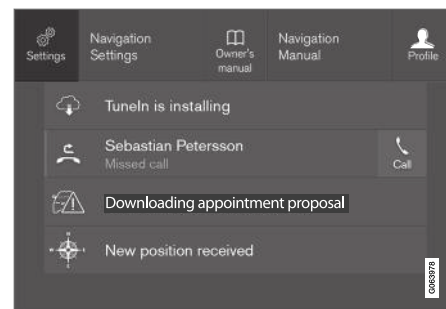 Settings
Navigation
Settings
Owner's
manual
Navigation
Manual
Profile
TuneIn is installing
Sebastian Petersson
Missed call
Call
Downloading appointment proposal
New position received
G063978